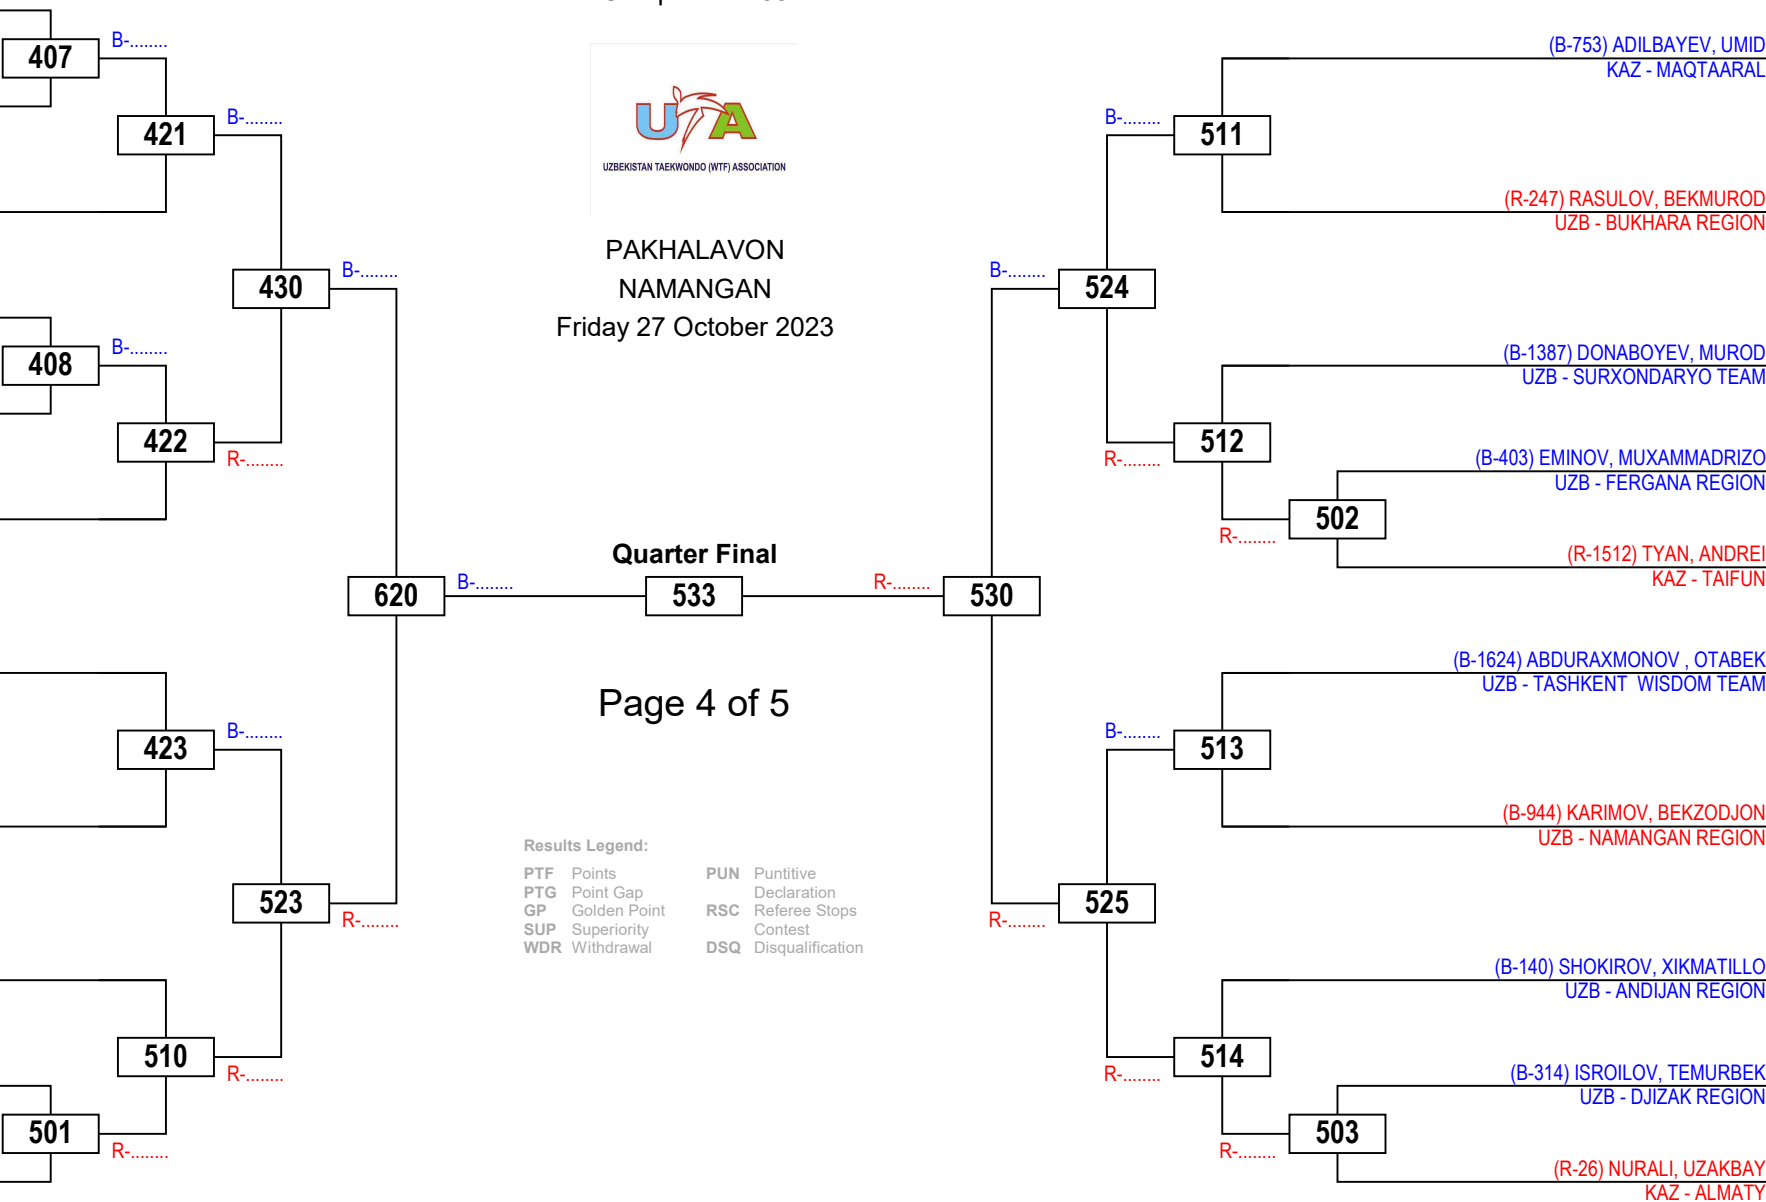 407
B-........
421
B-........
430
B-........
408
B-........
422
R-........
620
B-........
423
B-........
523
R-........
510
R-........
501
R-........
UTA
UZBEKISTAN TAEKWONDO (WTF) ASSOCIATION
PAKHALAVON
NAMANGAN
Friday 27 October 2023
Quarter Final
533
Page 4 of 5
Results Legend:
PTF Points
PTG Point Gap
GP Golden Point
SUP Superiority
WDR Withdrawal
PUN Puntitive
Declaration
RSC Referee Stops
Contest
DSQ Disqualification
R-........
530
B-........
524
B-........
511
R-........
512
R-........
502
R-........
525
B-........
513
R-........
514
R-........
503
(B-753) ADILBAYEV, UMID
KAZ - MAQTAARAL
(R-247) RASULOV, BEKMUROD
UZB - BUKHARA REGION
(B-1387) DONABOYEV, MUROD
UZB - SURXONDARYO TEAM
(B-403) EMINOV, MUXAMMADRIZO
UZB - FERGANA REGION
(R-1512) TYAN, ANDREI
KAZ - TAIFUN
(B-1624) ABDURAXMONOV , OTABEK
UZB - TASHKENT  WISDOM TEAM
(B-944) KARIMOV, BEKZODJON
UZB - NAMANGAN REGION
(B-140) SHOKIROV, XIKMATILLO
UZB - ANDIJAN REGION
(B-314) ISROILOV, TEMURBEK
UZB - DJIZAK REGION
(R-26) NURALI, UZAKBAY
KAZ - ALMATY